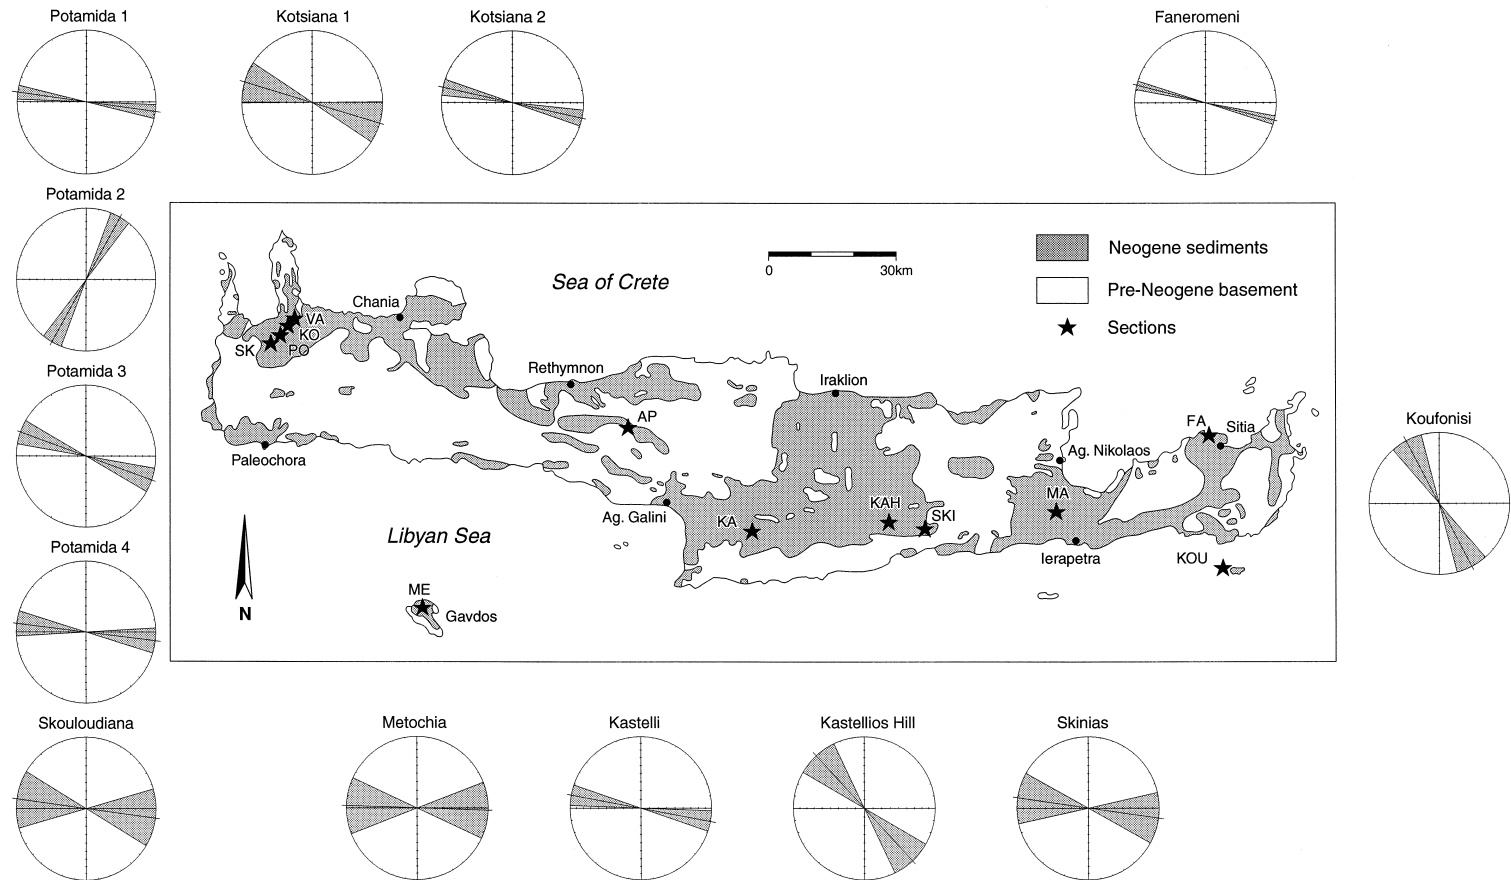 Potamida 1
Kotsiana 1
Kotsiana 2
Faneromeni
Potamida 2
Potamida 3
Potamida 4
Koufonisi
Sea of Crete
0
30km
Neogene sediments
Pre-Neogene basement
Sections
Chania
VA
KO
PO
SK
Rethymnon
Iraklion
AP
FA
Sitia
Paleochora
Ag. Nikolaos
Ag. Galini
KA
KAH
SKI
MA
Libyan Sea
Ierapetra
KOU
N
ME
Gavdos
Skouloudiana
Metochia
Kastelli
Kastellios Hill
Skinias